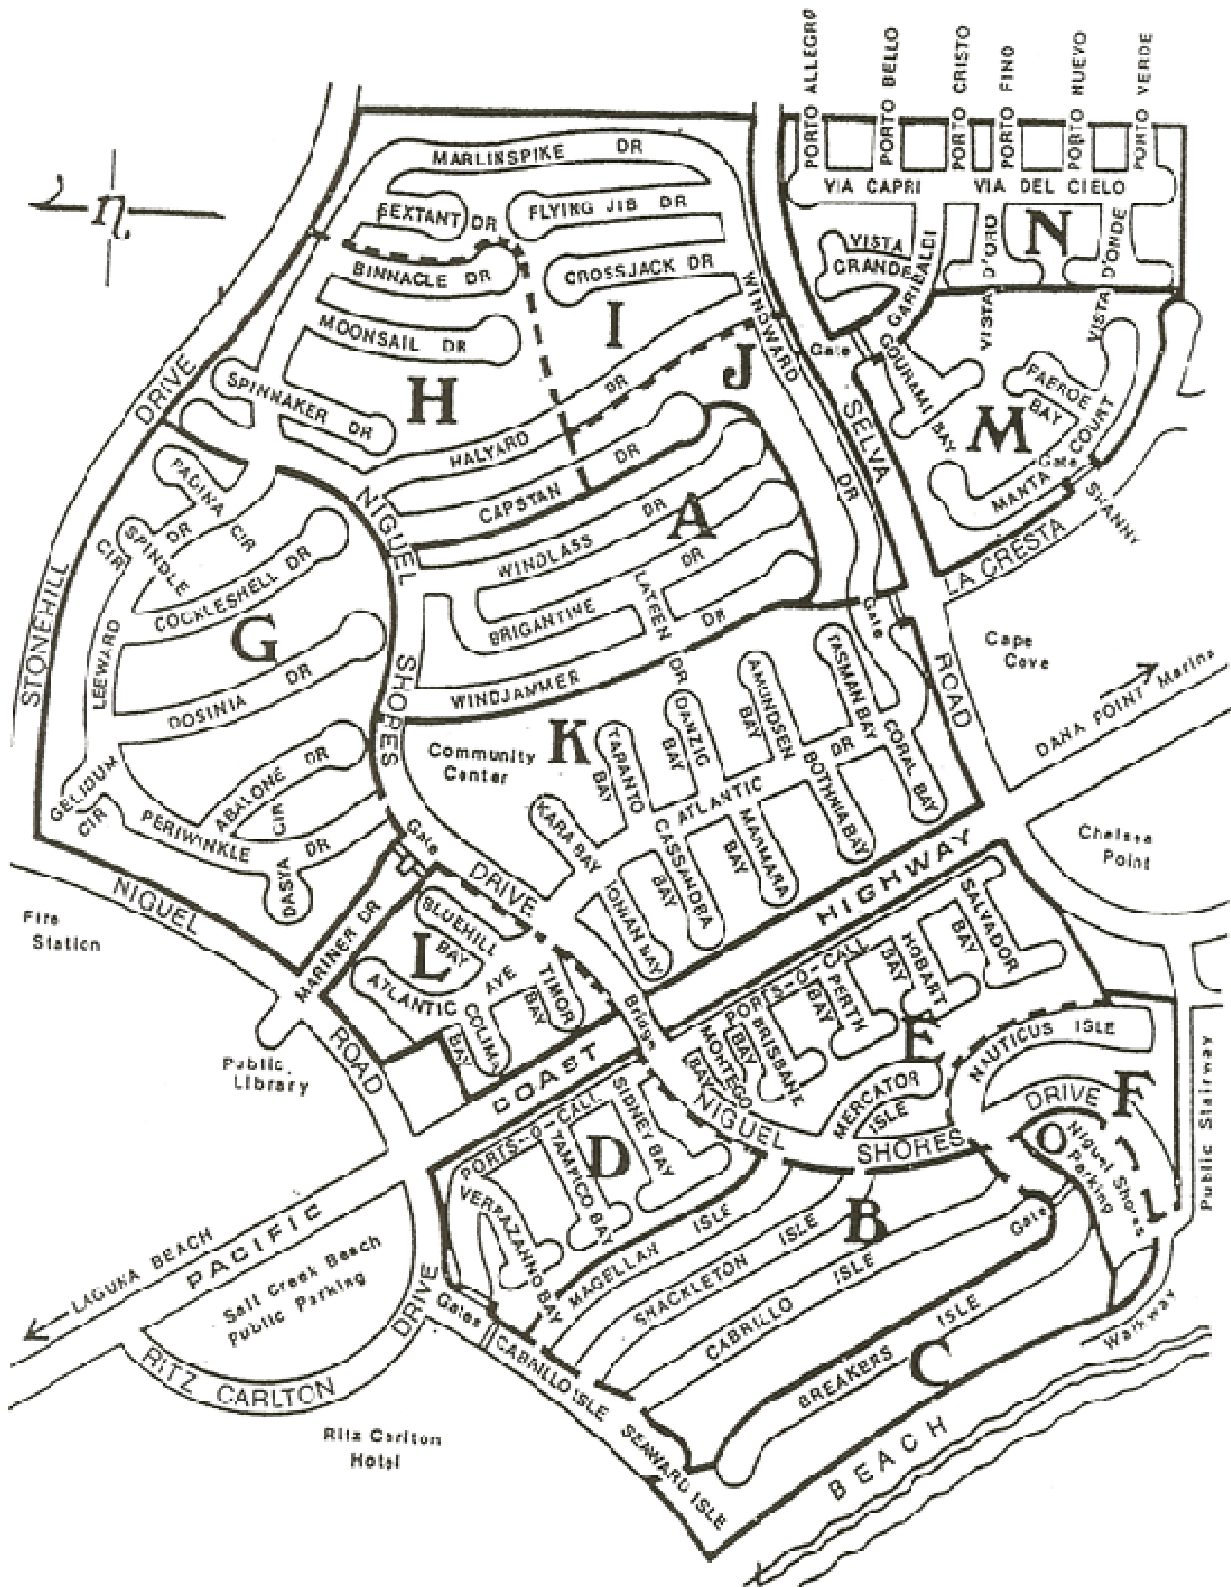 PORTO ALLEGRO
PORTO BELLO
PORTO CRISTO
PORTO FINO
PORTO NUEVO
PORTO VERDE
MARLINSPIKE DR
VIA CAPRI
VIA DEL CIELO
SEXTANT DR
FLYING JIB DR
N
n.
VISTA GRANDE
GARIBALDI
VISTA D'ORO
VISTA D'ONDE
BINNACLE DR
CROSSJACK DR
WINDWARD DR
I
MOONSAIL DR
Gate
J
GOURAMI BAY
FAEROE BAY
DRIVE
SPINNAKER DR
H
M
SELVA
HALYARD DR
MANTA COURT
Gate
SHANNY
PADINA CIR
NIGUEL
CAPSTAN DR
A
SPINDLE CIR
DR
WINDLASS DR
LA CRESTA
COCKLESHELL DR
STONEHILL
BRIGANTINE DR
LATEEN DR
Gate
G
LEEWARD
Cape
Cove
DOSINIA DR
SHORES
WINDJAMMER DR
TASMAN BAY
ROAD
DANA POINT Marina
AMUNDSEN BAY
DANZIG BAY
K
Community
Center
TARANTO BAY
CORAL BAY
BOTHNIA BAY
ATLANTIC DR
GELIDUM CIR
ABALONE DR
PERIWINKLE DR
DASYA CIR
Gate
KARA BAY
CASSANDRA BAY
MARMARA BAY
Chelsea
Point
NIGUEL
DRIVE
IONIAN BAY
HIGHWAY
Fire
Station
MARINER DR
BLUEHILL BAY
L
ATLANTIC AVE
TIMOR BAY
COLUMA BAY
SALVADOR BAY
HOBART BAY
PERTH BAY
BRISBANE BAY
MONTEGO BAY
Bridge
E
NAUTICUS ISLE
ROAD
Public
Library
COAST
MERCATOR ISLE
DRIVE
F
Public Stairway
NIGUEL
SHORES
O
Niguel Shores
Parking
PORTS-O-CALL
SIDNEY BAY
D
TAMPICO BAY
VERRAZANNO BAY
B
Gate
MAGELLAN ISLE
SHACKLETON ISLE
CABRILLO ISLE
BREAKERS ISLE
C
Walkway
LAGUNA BEACH
PACIFIC
Salt Creek Beach
Public Parking
DRIVE
Gates
RITZ CARLTON
CABRILLO ISLE
Ritz Carlton
Hotel
SEAWARD ISLE
BEACH